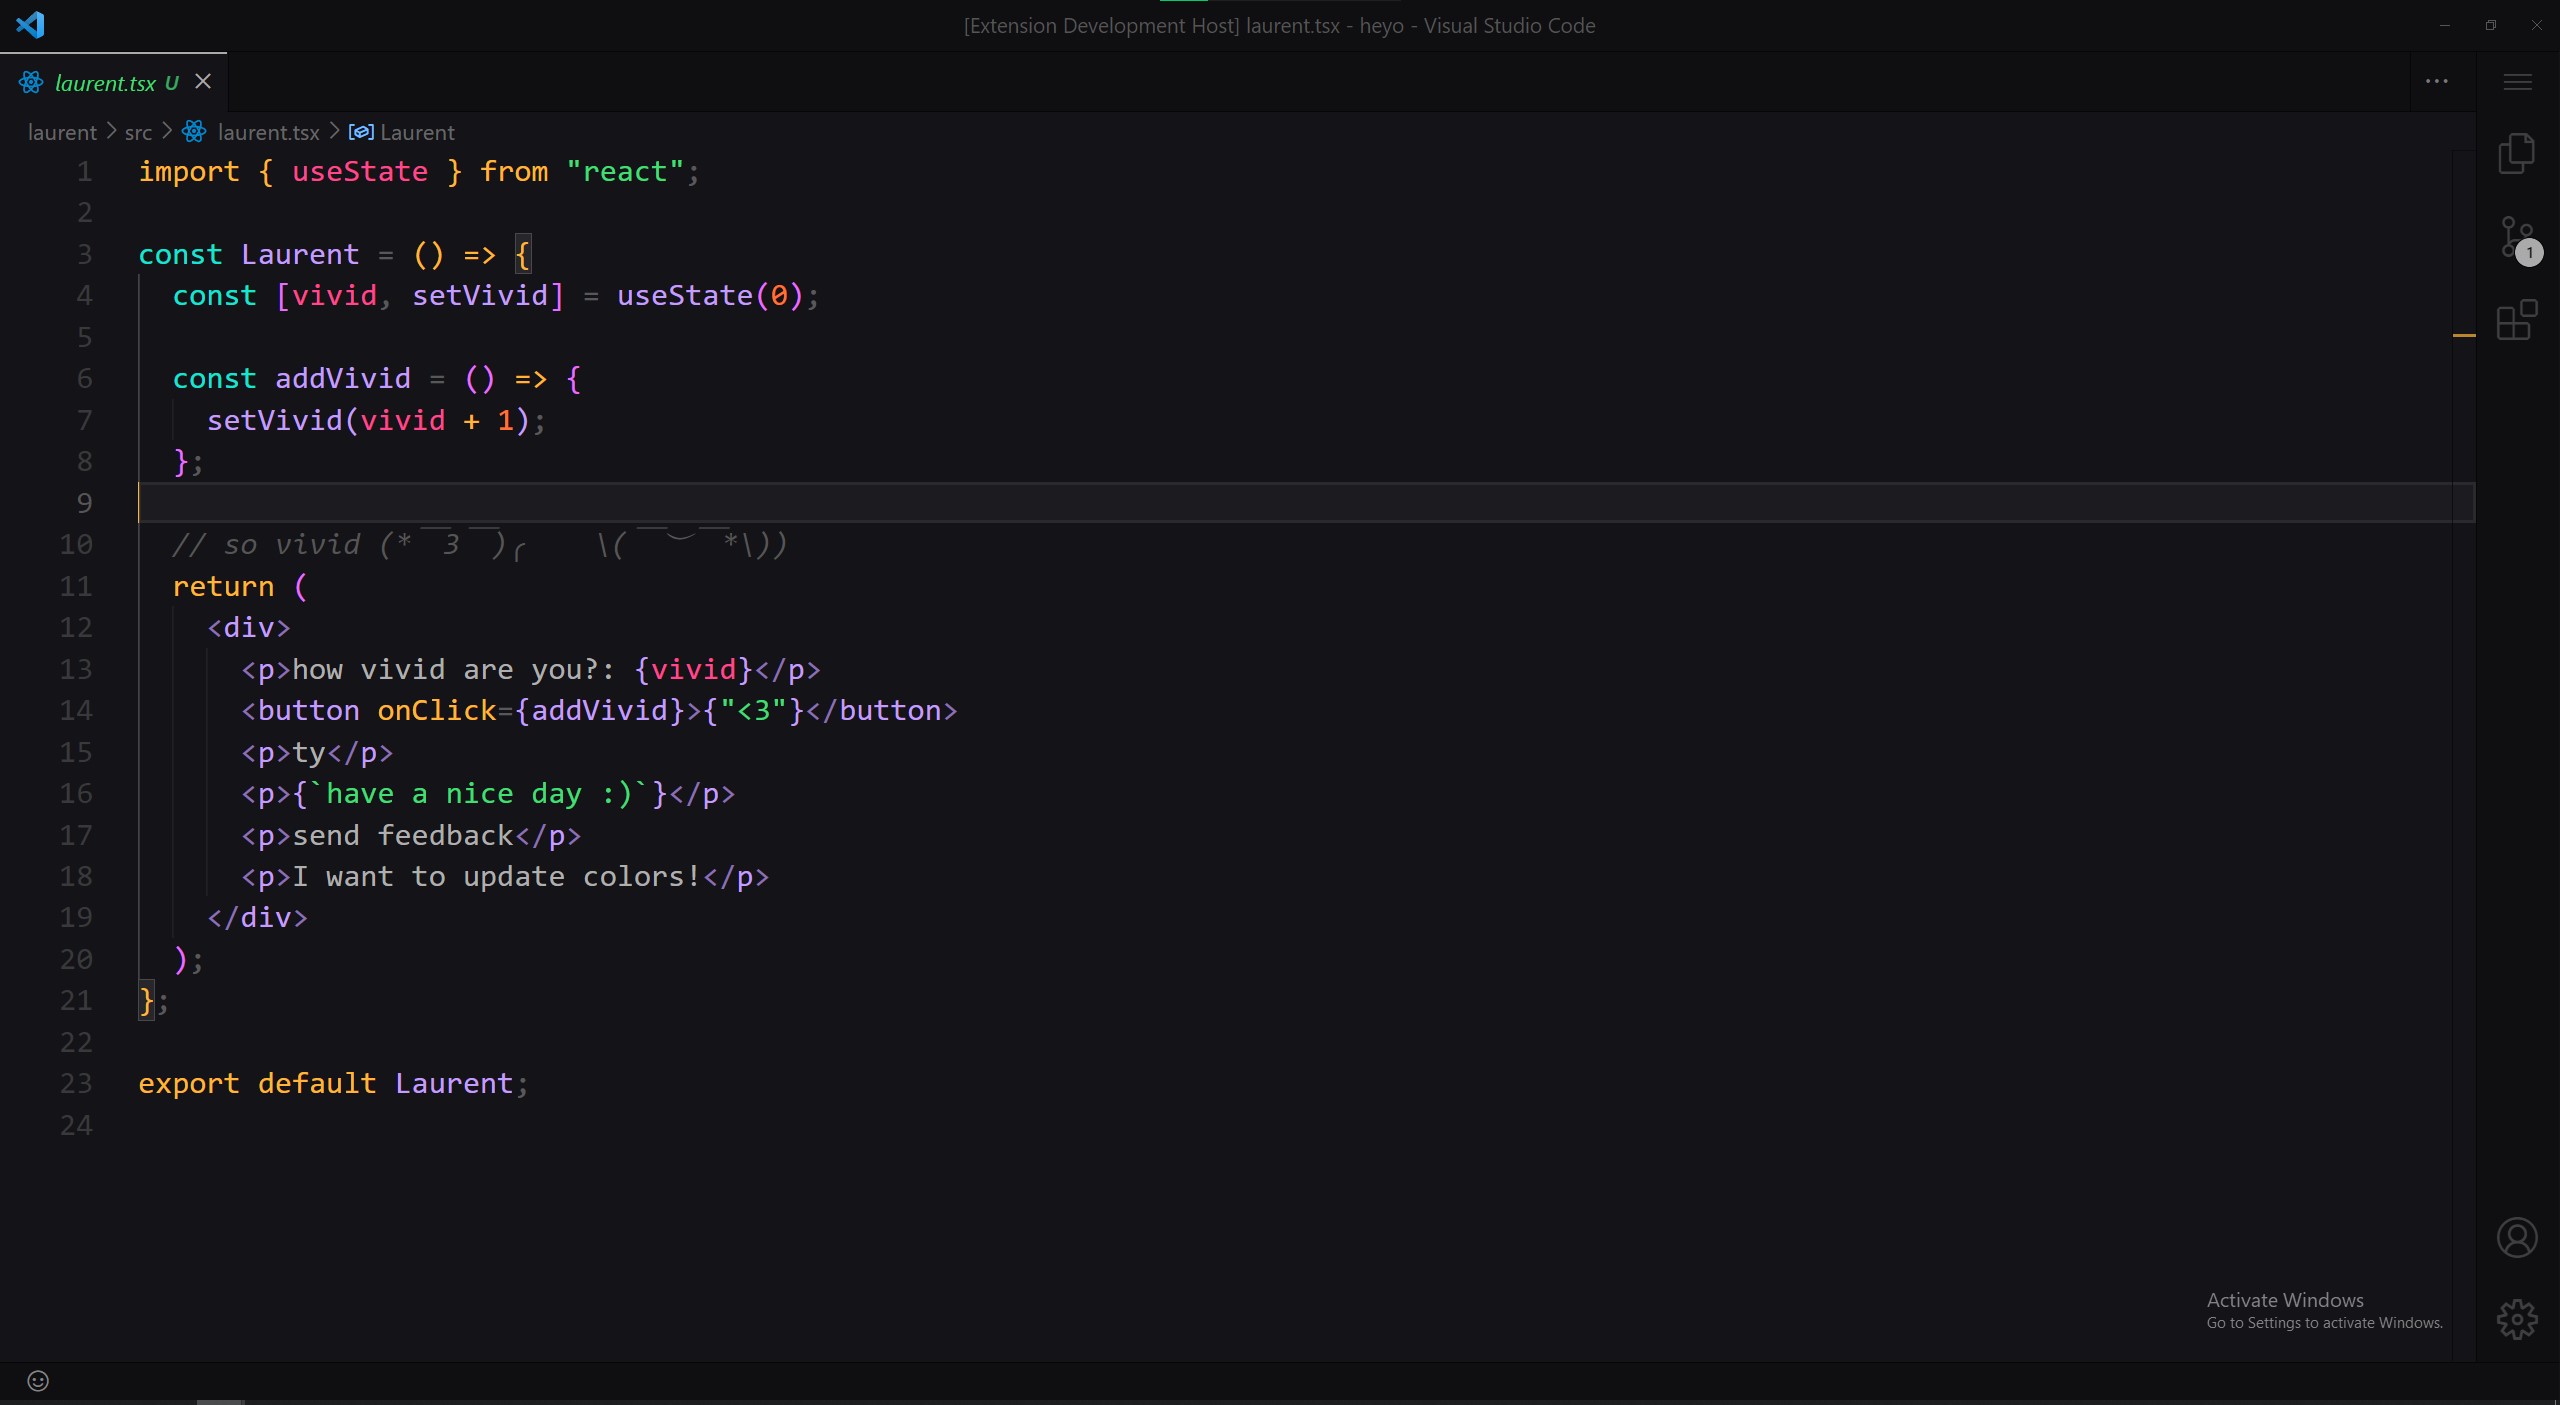 [Extension Development Host] laurent.tsx - heyo - Visual Studio Code
laurent.tsx U
laurent > src > laurent.tsx > Laurent
1 import { useState } from "react";
2
3 const Laurent = () => {
4   const [vivid, setVivid] = useState(0);
5
6   const addVivid = () => {
7     setVivid(vivid + 1);
8   };
9
10   // so vivid (*￣3￣)╭    \(￣︶￣*\))
11   return (
12     <div>
13       <p>how vivid are you?: {vivid}</p>
14       <button onClick={addVivid}>{"<3"}</button>
15       <p>ty</p>
16       <p>{`have a nice day :)`}</p>
17       <p>send feedback</p>
18       <p>I want to update colors!</p>
19     </div>
20   );
21 };
22
23 export default Laurent;
24
1
Activate Windows
Go to Settings to activate Windows.